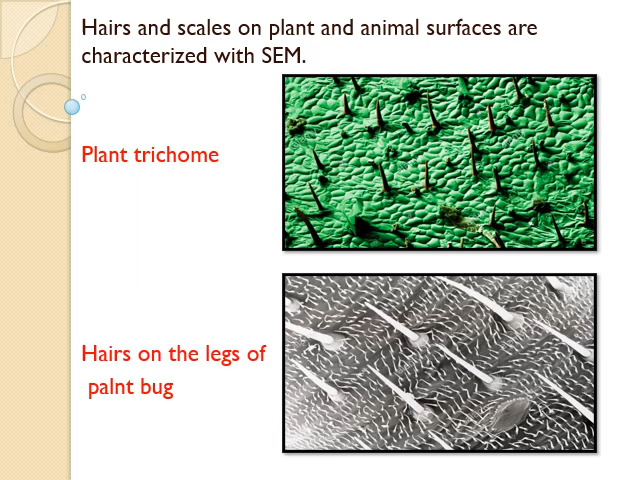 Hairs and scales on plant and animal surfaces are
characterized with SEM.
Plant trichome
Hairs on the legs of
palnt bug